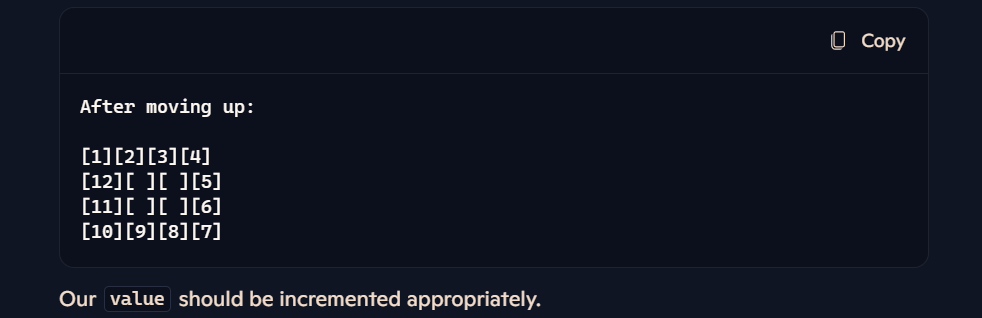 Copy
After moving up:
[1][2][3][4]
[12][ ][ ][5]
[11][ ][ ][6]
[10][9][8][7]
Our value should be incremented appropriately.